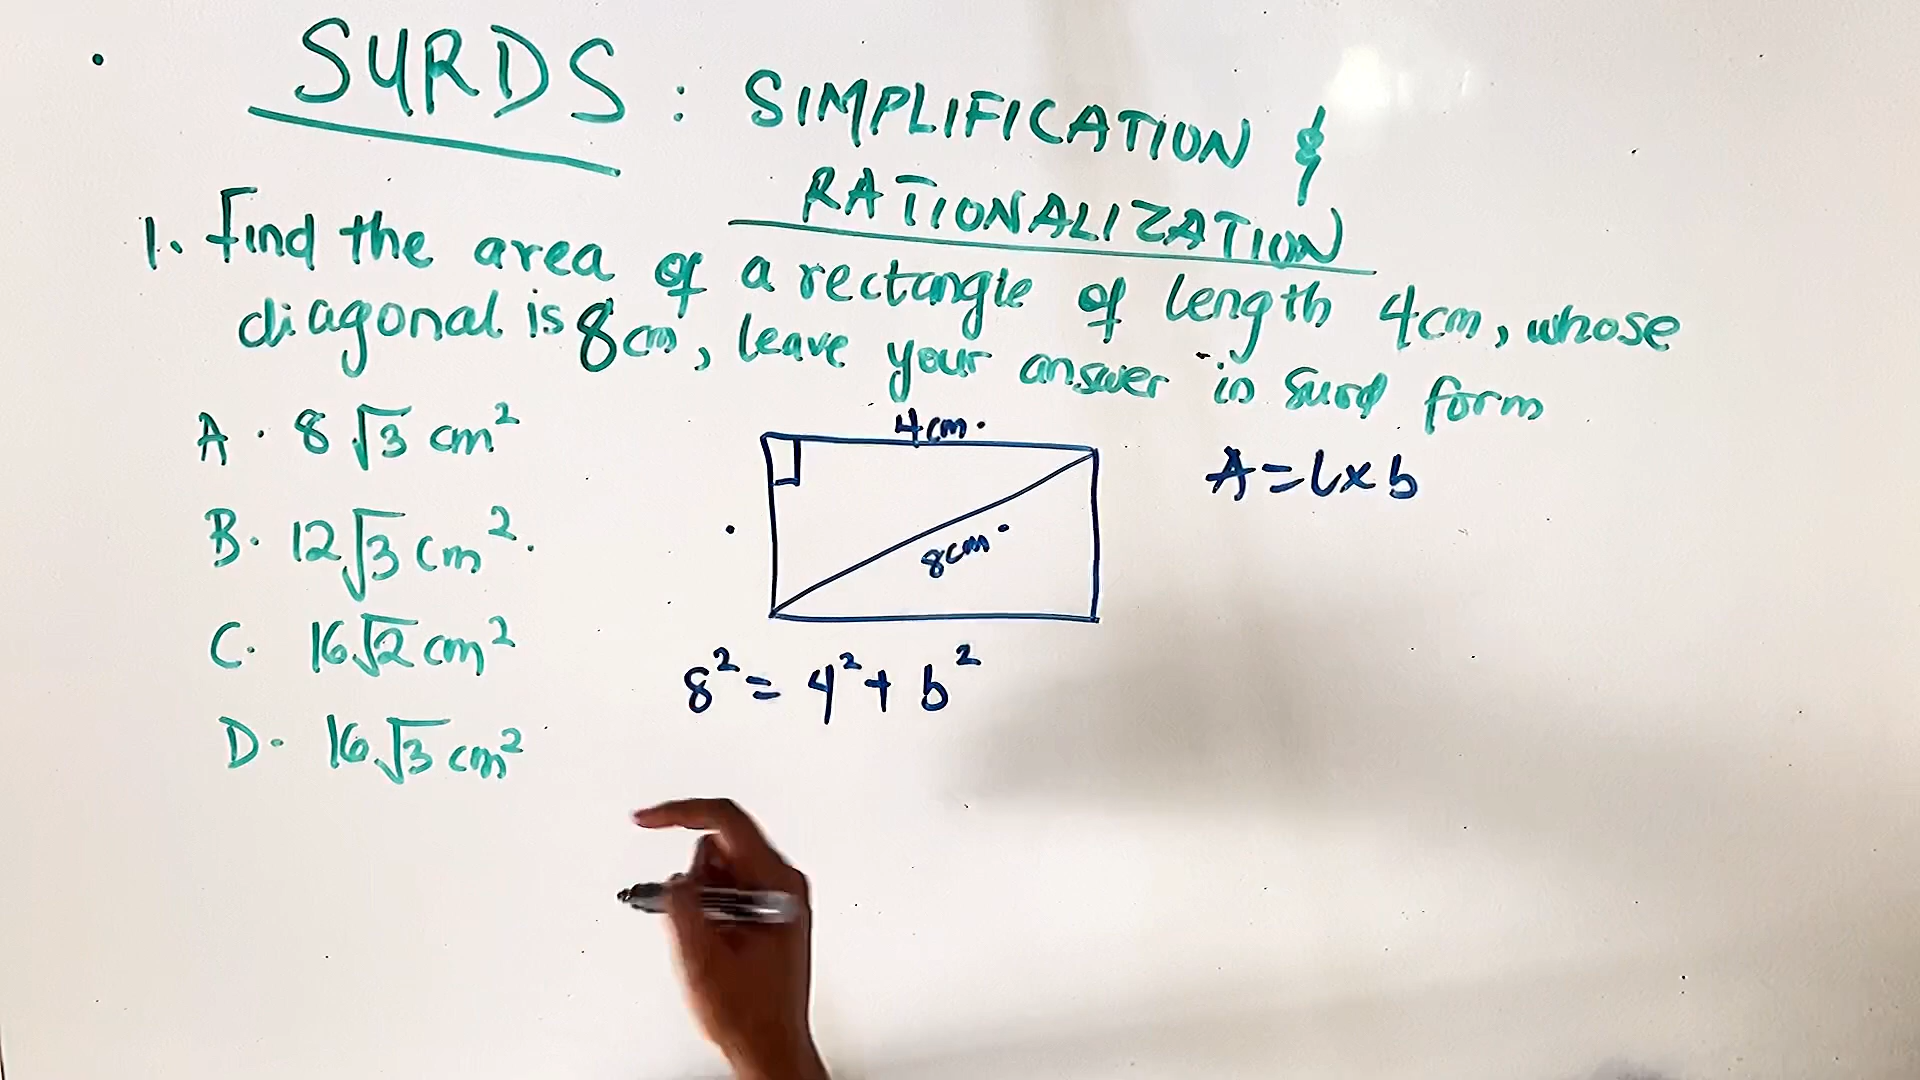 SURDS : SIMPLIFICATION &
RATIONALIZATION
1. Find the area of a rectangle of length 4cm, whose
diagonal is 8cm, leave your answer in surd form
A. 8√3 cm²
B. 12√3 cm².
C. 16√2 cm²
D. 16√3 cm²
4cm.
8cm
A = l x b
8² = 4² + b²